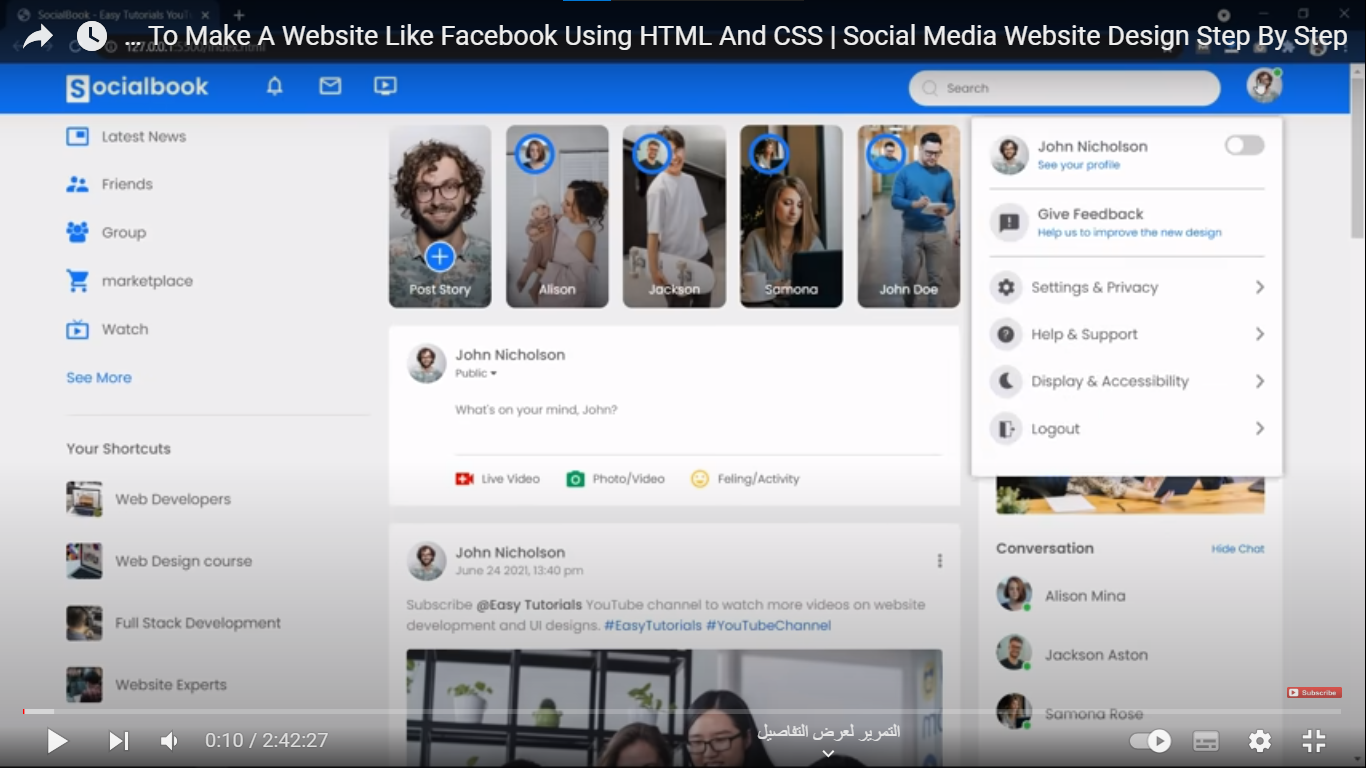 SocialBook - Easy Tutorials YouT
... To Make A Website Like Facebook Using HTML And CSS | Social Media Website Design Step By Step
127.0.0.1:5500/index.html
Socialbook
Search
Latest News
Friends
Group
marketplace
Watch
See More
Your Shortcuts
Web Developers
Web Design course
Full Stack Development
Website Experts
Post Story
Alison
Jackson
Samona
John Doe
John Nicholson
Public
What's on your mind, John?
Live Video
Photo/Video
Feling/Activity
John Nicholson
June 24 2021, 13:40 pm
Subscribe @Easy Tutorials YouTube channel to watch more videos on website
development and UI designs. #EasyTutorials #YouTubeChannel
John Nicholson
See your profile
Give Feedback
Help us to improve the new design
Settings & Privacy
Help & Support
Display & Accessibility
Logout
Conversation
Hide Chat
Alison Mina
Jackson Aston
Samona Rose
Subscribe
التمرير لعرض التفاصيل
0:10 / 2:42:27